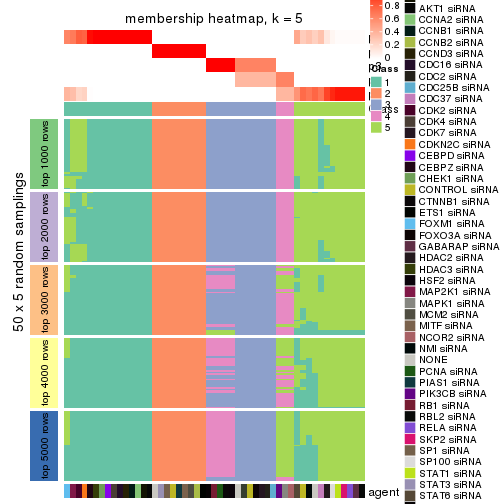 membership heatmap, k = 5
50 x 5 random samplings
top 1000 rows
top 2000 rows
top 3000 rows
top 4000 rows
top 5000 rows
agent
0.8
0.6
0.4
0.2
0
Class
1
2
3
4
5
AKT1 siRNA
CCNA2 siRNA
CCNB1 siRNA
CCNB2 siRNA
CCND3 siRNA
CDC16 siRNA
CDC2 siRNA
CDC25B siRNA
CDC37 siRNA
CDK2 siRNA
CDK4 siRNA
CDK7 siRNA
CDKN2C siRNA
CEBPD siRNA
CEBPZ siRNA
CHEK1 siRNA
CONTROL siRNA
CTNNB1 siRNA
ETS1 siRNA
FOXM1 siRNA
FOXO3A siRNA
GABARAP siRNA
HDAC2 siRNA
HDAC3 siRNA
HSF2 siRNA
MAP2K1 siRNA
MAPK1 siRNA
MCM2 siRNA
MITF siRNA
NCOR2 siRNA
NMI siRNA
NONE
PCNA siRNA
PIAS1 siRNA
PIK3CB siRNA
RB1 siRNA
RBL2 siRNA
RELA siRNA
SKP2 siRNA
SP1 siRNA
SP100 siRNA
STAT1 siRNA
STAT3 siRNA
STAT6 siRNA